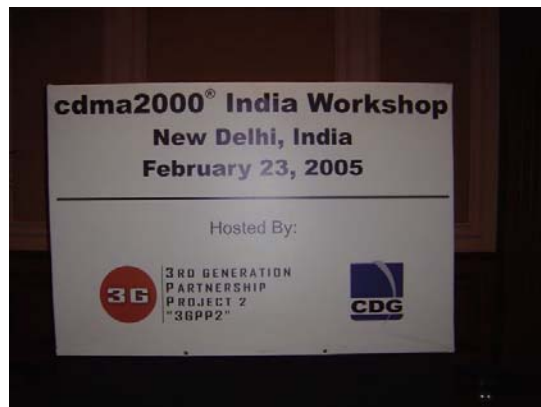 cdma2000® India Workshop
New Delhi, India
February 23, 2005
Hosted By:
3G
3RD GENERATION
PARTNERSHIP
PROJECT 2
"3GPP2"
CDG